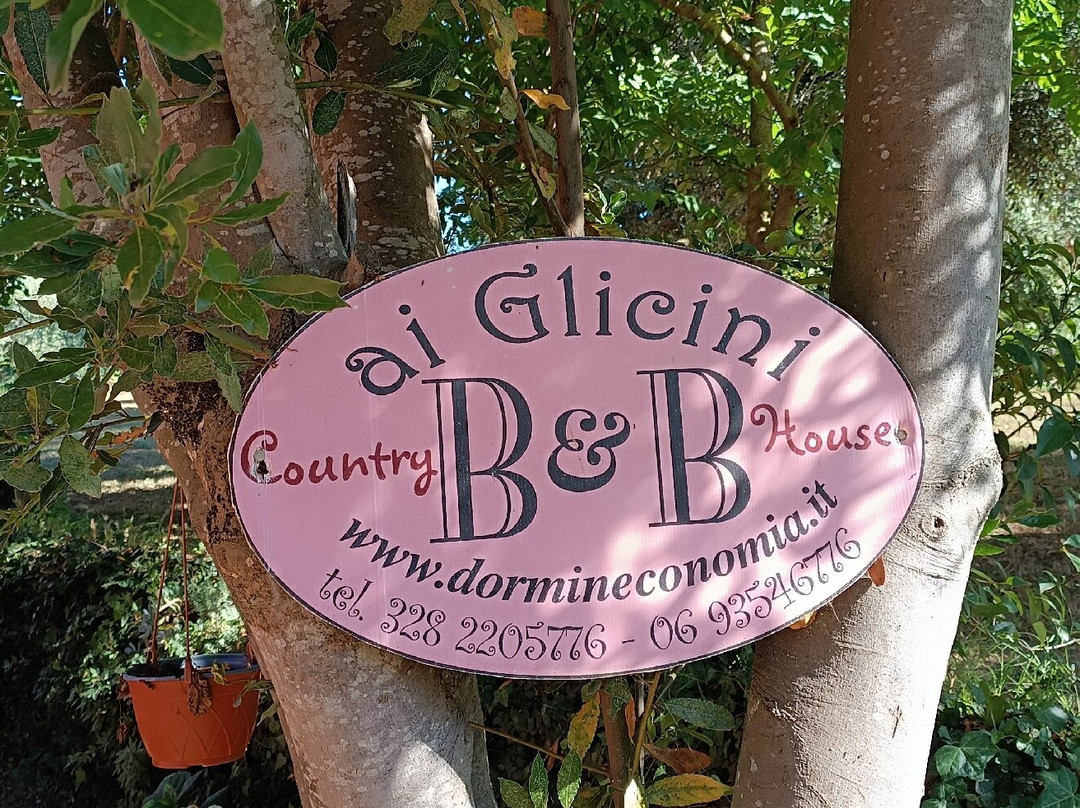 ai Glicini
Country B&B House
www.dormineconomia.it
tel. 328 2205776 - 06 93546776